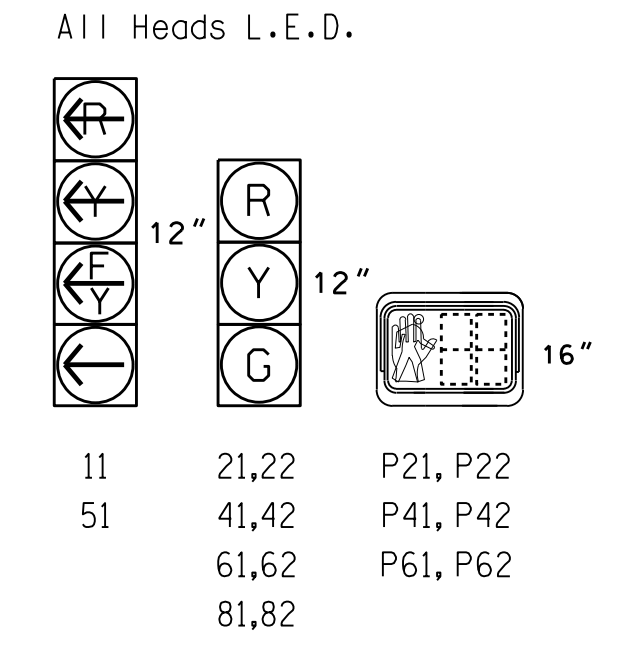 All Heads L.E.D.
R
Y
F
Y
12"
R
Y
G
12"
16"
11
51
21,22
41,42
61,62
81,82
P21, P22
P41, P42
P61, P62